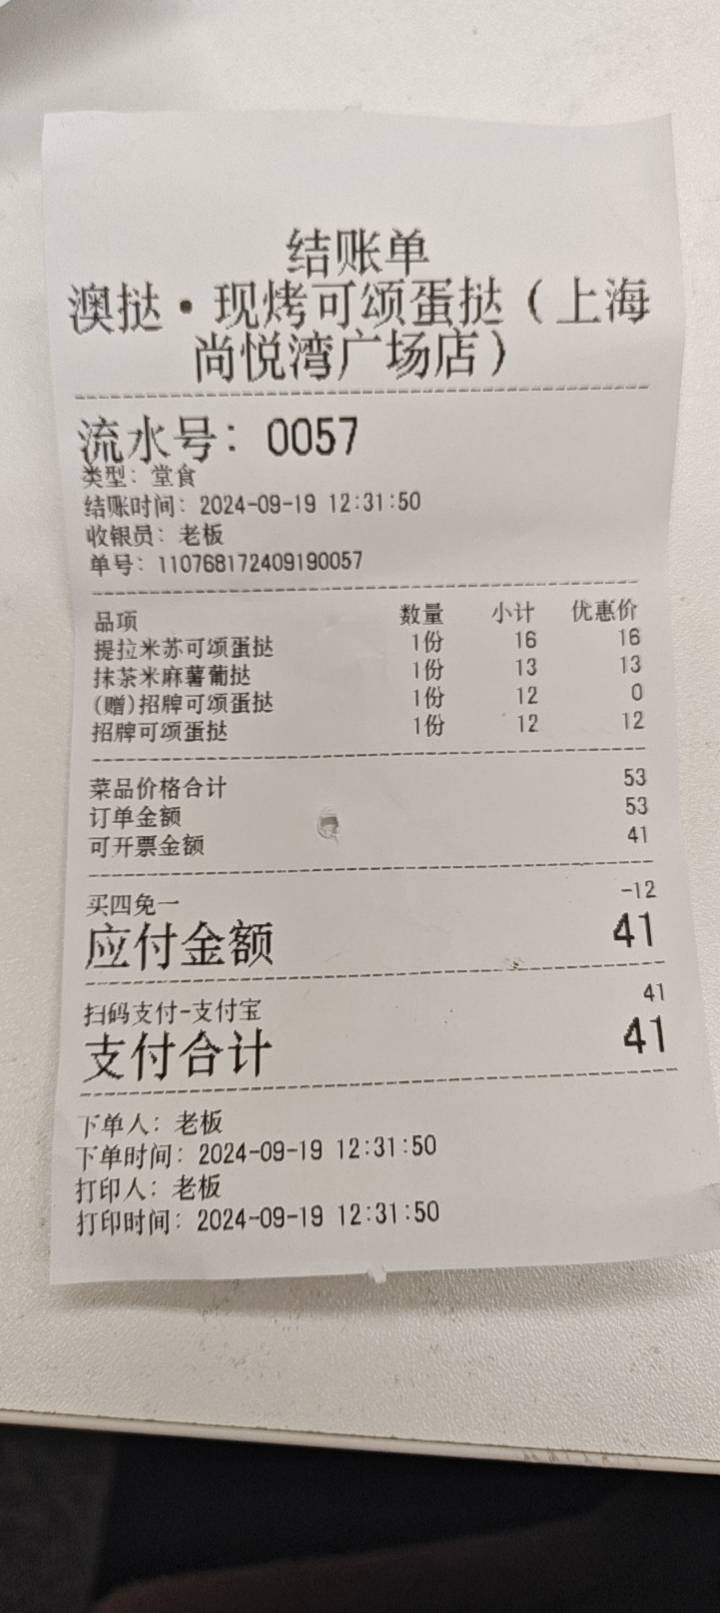 结账单
澳挞·现烤可颂蛋挞（上海
尚悦湾广场店）
流水号：0057
类型：堂食
结账时间：2024-09-19 12:31:50
收银员：老板
单号：110768172409190057
品项 数量 小计 优惠价
提拉米苏可颂蛋挞 1份 16 16
抹茶米麻薯葡挞 1份 13 13
(赠)招牌可颂蛋挞 1份 12 0
招牌可颂蛋挞 1份 12 12
菜品价格合计 53
订单金额 53
可开票金额 41
买四免一 -12
应付金额 41
扫码支付-支付宝 41
支付合计 41
下单人：老板
下单时间：2024-09-19 12:31:50
打印人：老板
打印时间：2024-09-19 12:31:50